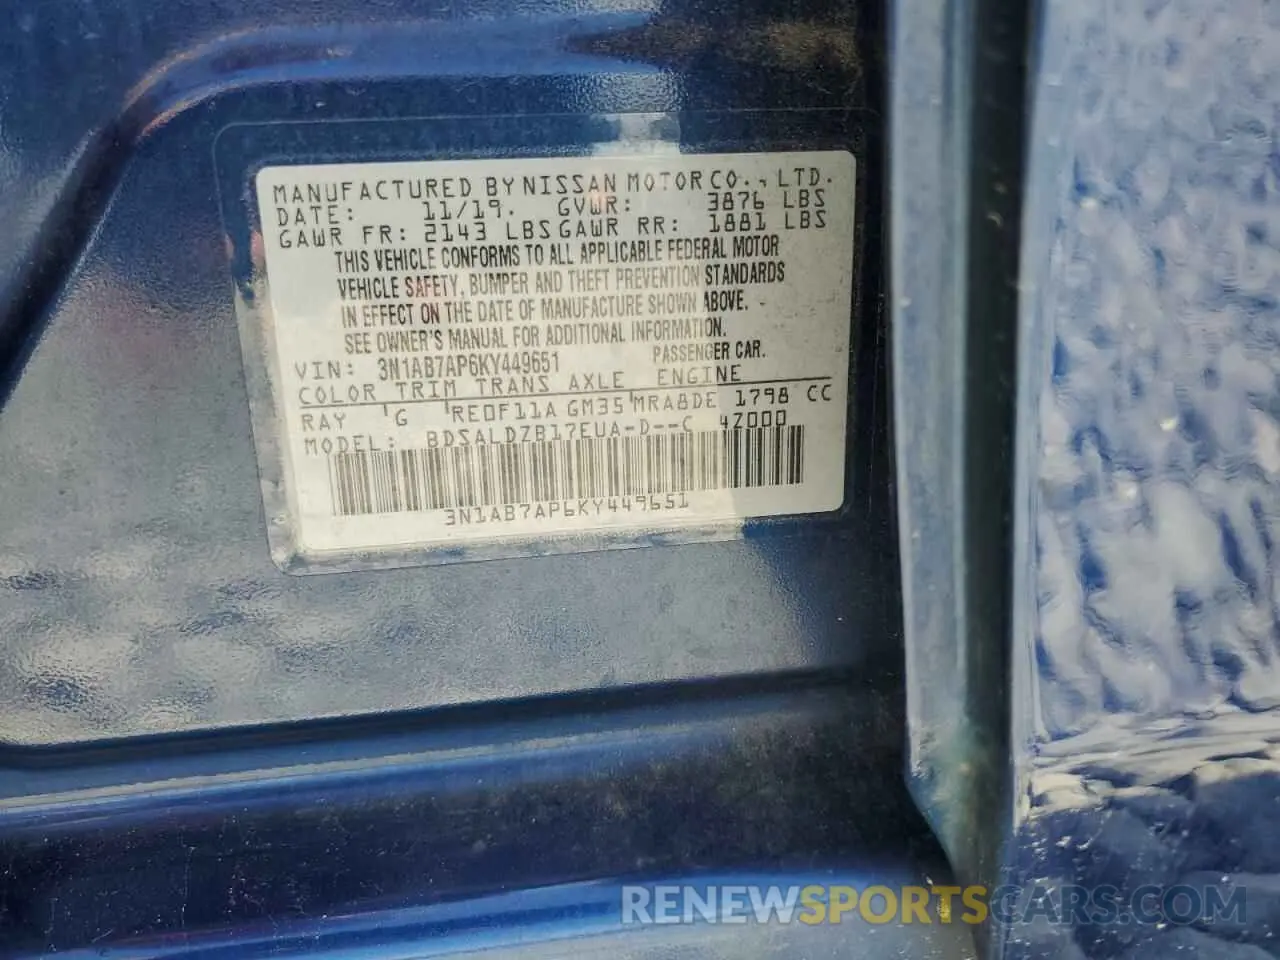 MANUFACTURED BY NISSAN MOTOR CO., LTD.
DATE: 11/19. GVWR: 3876 LBS
GAWR FR: 2143 LBS GAWR RR: 1881 LBS
THIS VEHICLE CONFORMS TO ALL APPLICABLE FEDERAL MOTOR
VEHICLE SAFETY, BUMPER AND THEFT PREVENTION STANDARDS
IN EFFECT ON THE DATE OF MANUFACTURE SHOWN ABOVE.
SEE OWNER'S MANUAL FOR ADDITIONAL INFORMATION.
VIN: 3N1AB7AP6KY449651 PASSENGER CAR.
COLOR TRIM TRANS AXLE ENGINE
RAY G RE0F11A GM35 MRA8DE 1798 CC
MODEL: BDSALDZB17EUA-D--C 4Z000
3N1AB7AP6KY449651
RENEWSPORTSCARS.COM